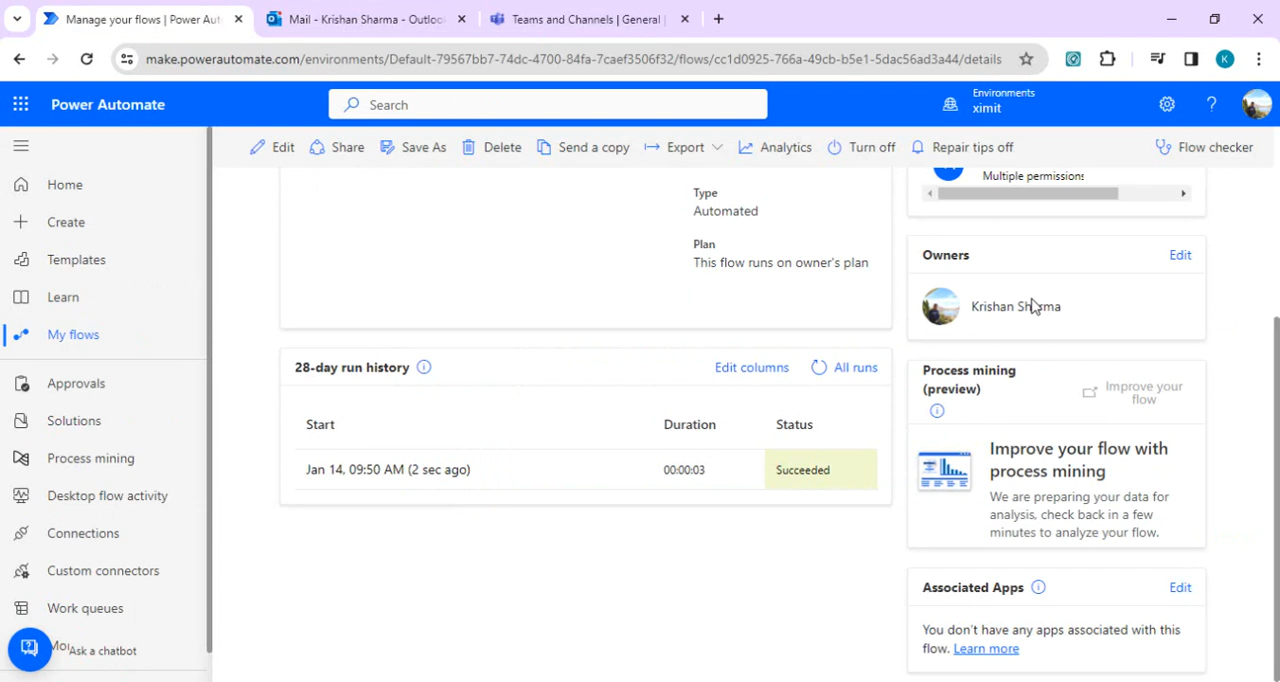 Manage your flows | Power Aut
Mail - Krishan Sharma - Outlook
Teams and Channels | General |
make.powerautomate.com/environments/Default-79567bb7-74dc-4700-84fa-7caef3506f32/flows/cc1d0925-766a-49cb-b5e1-5dac56ad3a44/details
K
Power Automate
Search
Environments
ximit
?
Edit
Share
Save As
Delete
Send a copy
Export
Analytics
Turn off
Repair tips off
Flow checker
Home
Create
Templates
Learn
My flows
Approvals
Solutions
Process mining
Desktop flow activity
Connections
Custom connectors
Work queues
Mo
Ask a chatbot
Type
Automated
Plan
This flow runs on owner's plan
28-day run history
Edit columns
All runs
Start
Duration
Status
Jan 14, 09:50 AM (2 sec ago)
00:00:03
Succeeded
Multiple permissions
Owners
Edit
Krishan Sharma
Process mining
(preview)
Improve your
flow
Improve your flow with
process mining
We are preparing your data for
analysis, check back in a few
minutes to analyze your flow.
Associated Apps
Edit
You don't have any apps associated with this
flow. Learn more